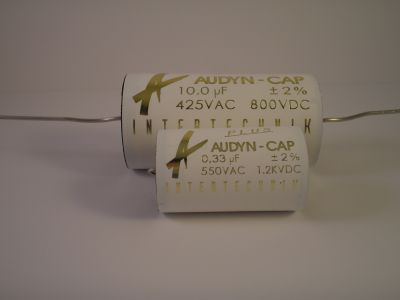 AUDYN-CAP
10,0 µF ±2%
425VAC 800VDC
INTERTECHNIK
PLUS
AUDYN-CAP
0,33 µF ±2%
550VAC 1.2KVDC
INTERTECHNIK